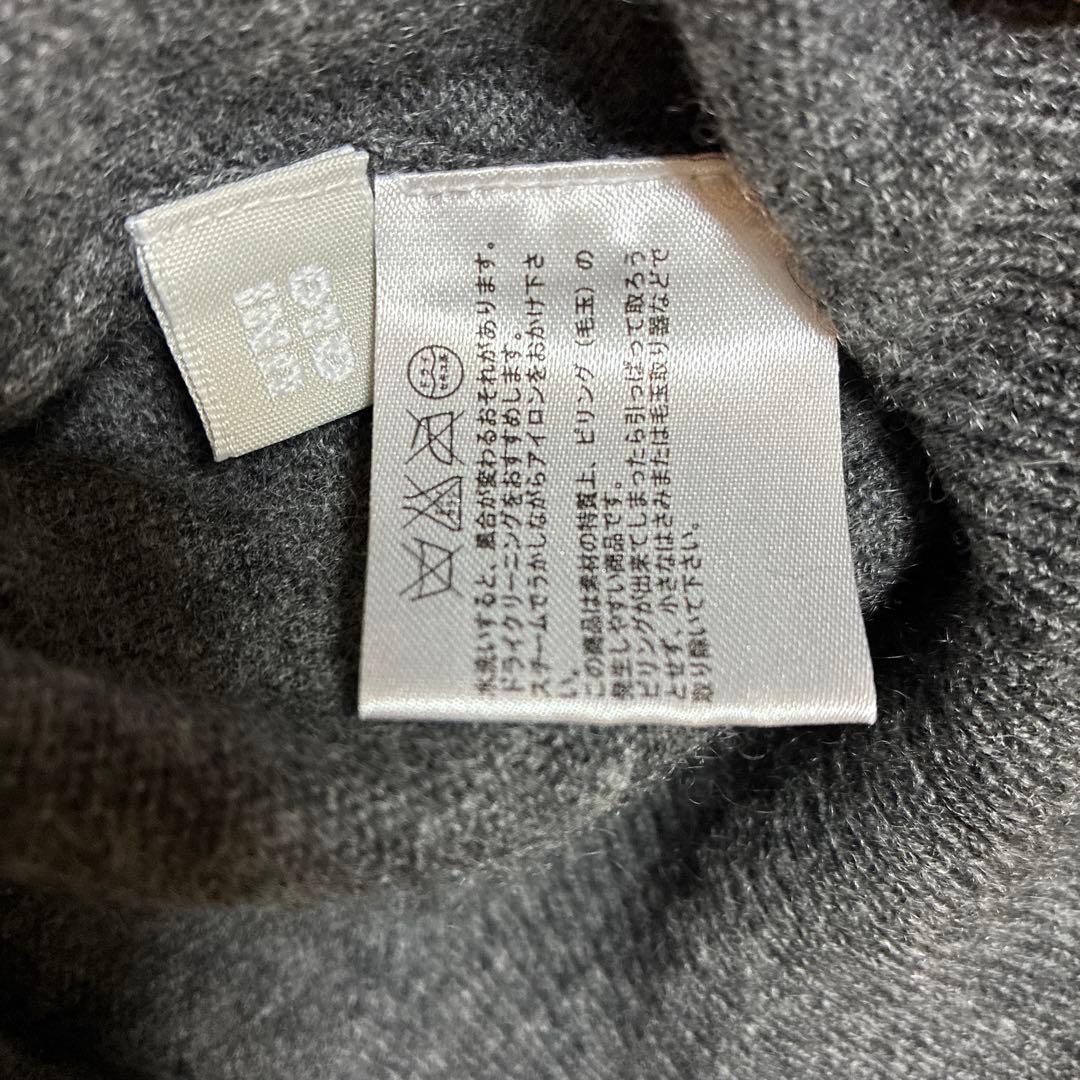 水洗いすると、風合が変わるおそれがあります。
ドライクリーニングをおすすめします。
スチームでうかしながらアイロンをおかけ下さ
い。
この商品は素材の特質上、ピリング（毛玉）の
発生しやすい商品です。
ピリングが出来てしまったら引っぱって取ろう
とせず、小さなはさみまたは毛玉取り器などで
取り除いて下さい。